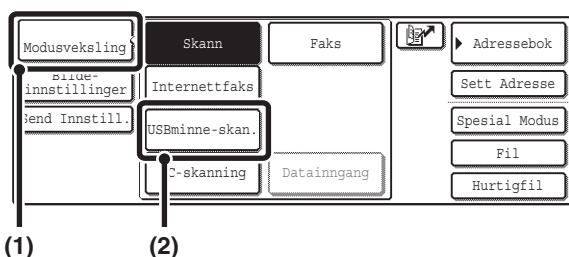 Modusveksling
Skann
Faks
Adressebok
Bilde-
innstillinger
Internettfaks
Sett Adresse
Send Innstill.
USBminne-skan.
Spesial Modus
Fil
C-skanning
Datainngang
Hurtigfil
(1)
(2)